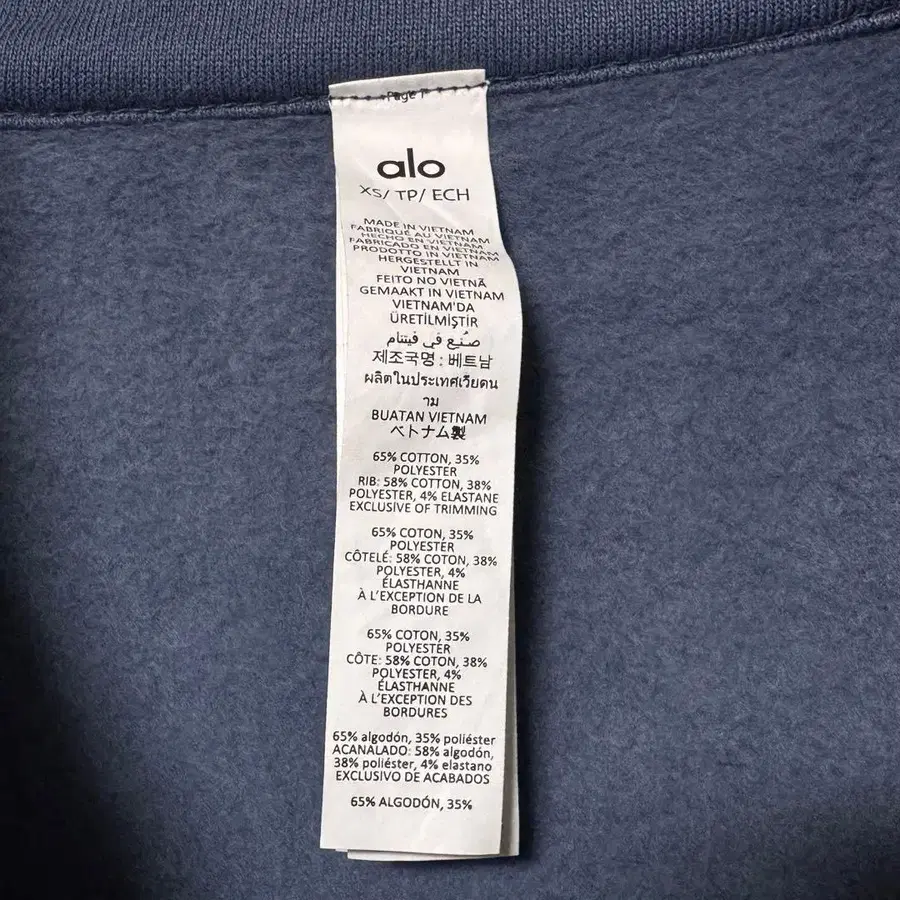 Page 1
alo
XS/ TP/ ECH
MADE IN VIETNAM
FABRIQUÉ AU VIETNAM
HECHO EN VIETNAM
FABRICADO EN VIETNAM
PRODOTTO IN VIETNAM
HERGESTELLT IN
VIETNAM
FEITO NO VIETNÃ
GEMAAKT IN VIETNAM
VIETNAM'DA
ÜRETİLMİŞTİR
صُنِع في فيتنام
제조국명 : 베트남
ผลิตในประเทศเวียดน
าม
BUATAN VIETNAM
ベトナム製
65% COTTON, 35%
POLYESTER
RIB: 58% COTTON, 38%
POLYESTER, 4% ELASTANE
EXCLUSIVE OF TRIMMING
65% COTON, 35%
POLYESTER
CÔTELÉ: 58% COTON, 38%
POLYESTER, 4%
ÉLASTHANNE
À L'EXCEPTION DE LA
BORDURE
65% COTON, 35%
POLYESTER
CÔTE: 58% COTON, 38%
POLYESTER, 4%
ÉLASTHANNE
À L'EXCEPTION DES
BORDURES
65% algodón, 35% poliéster
ACANALADO: 58% algodón,
38% poliéster, 4% elastano
EXCLUSIVO DE ACABADOS
65% ALGODÓN, 35%